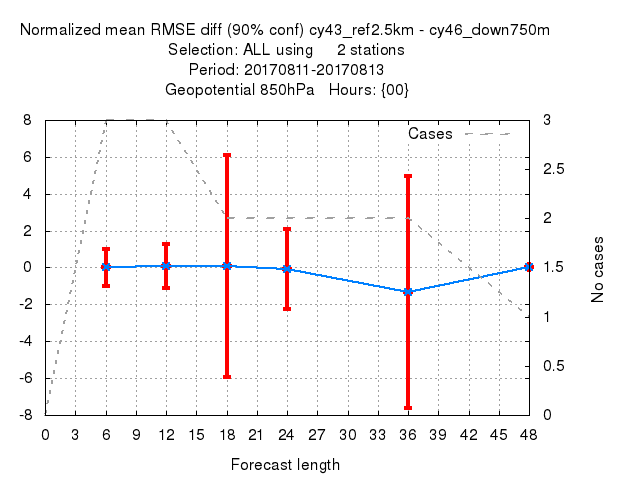 Normalized mean RMSE diff (90% conf) cy43_ref2.5km - cy46_down750m
Selection: ALL using 2 stations
Period: 20170811-20170813
Geopotential 850hPa Hours: {00}
Cases
8
6
4
2
0
-2
-4
-6
-8
3
2.5
2
1.5
1
0.5
0
No cases
0 3 6 9 12 15 18 21 24 27 30 33 36 39 42 45 48
Forecast length